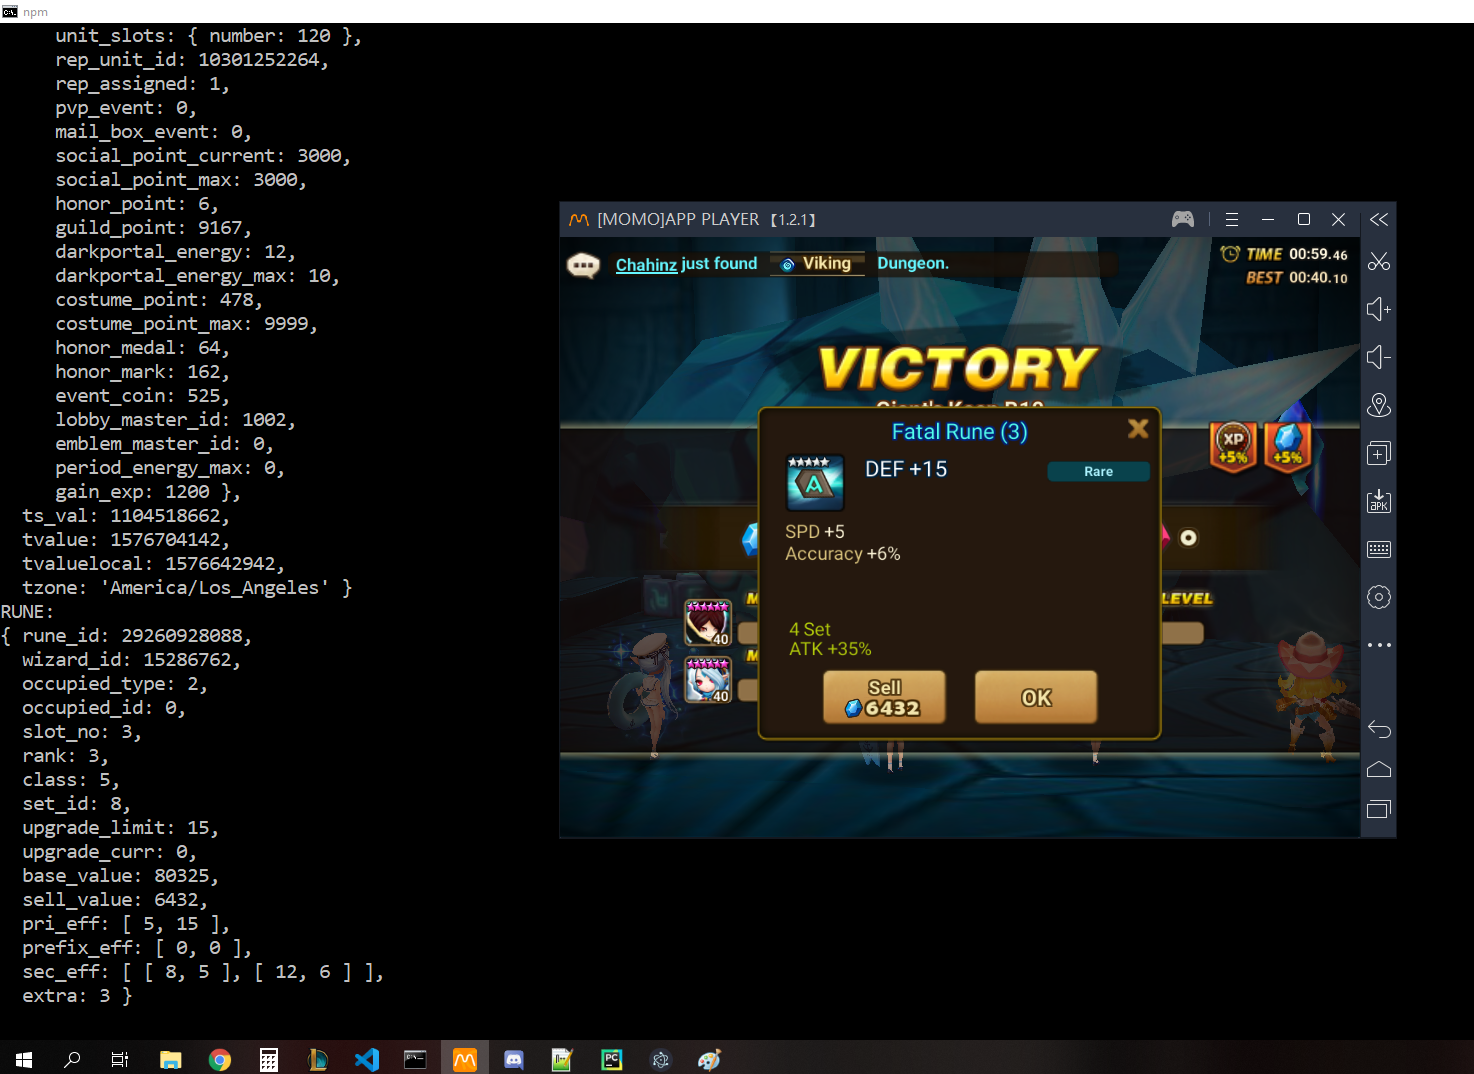 npm
unit_slots: { number: 120 },
rep_unit_id: 10301252264,
rep_assigned: 1,
pvp_event: 0,
mail_box_event: 0,
social_point_current: 3000,
social_point_max: 3000,
honor_point: 6,
guild_point: 9167,
darkportal_energy: 12,
darkportal_energy_max: 10,
costume_point: 478,
costume_point_max: 9999,
honor_medal: 64,
honor_mark: 162,
event_coin: 525,
lobby_master_id: 1002,
emblem_master_id: 0,
period_energy_max: 0,
gain_exp: 1200 },
ts_val: 1104518662,
tvalue: 1576704142,
tvaluelocal: 1576642942,
tzone: 'America/Los_Angeles' }
RUNE:
{ rune_id: 29260928088,
wizard_id: 15286762,
occupied_type: 2,
occupied_id: 0,
slot_no: 3,
rank: 3,
class: 5,
set_id: 8,
upgrade_limit: 15,
upgrade_curr: 0,
base_value: 80325,
sell_value: 6432,
pri_eff: [ 5, 15 ],
prefix_eff: [ 0, 0 ],
sec_eff: [ [ 8, 5 ], [ 12, 6 ] ],
extra: 3 }
[MOMO]APP PLAYER 【1.2.1】
Chahinz just found Viking Dungeon.
TIME 00:59.46
BEST 00:40.10
VICTORY
XP +5% +5%
Fatal Rune (3)
DEF +15
Rare
SPD +5
Accuracy +6%
LEVEL
40
40
4 Set
ATK +35%
Sell
6432
OK
APK
PC